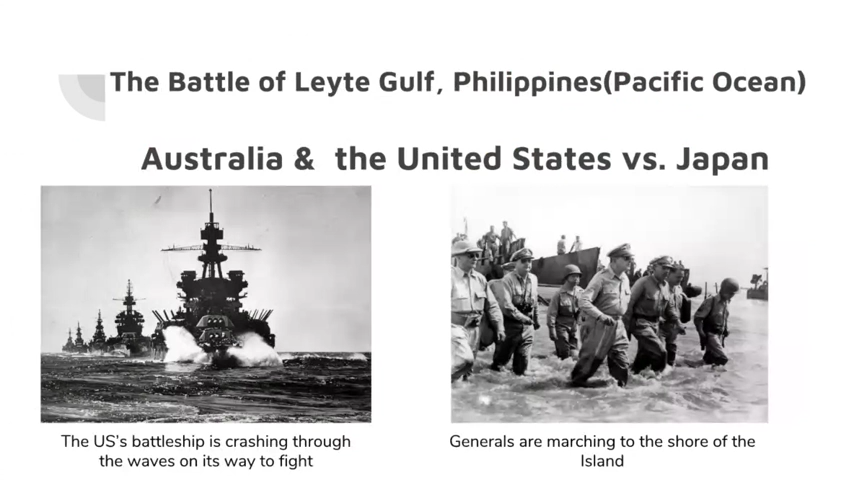 The Battle of Leyte Gulf, Philippines(Pacific Ocean)
Australia &  the United States vs. Japan
The US's battleship is crashing through
the waves on its way to fight
Generals are marching to the shore of the
Island